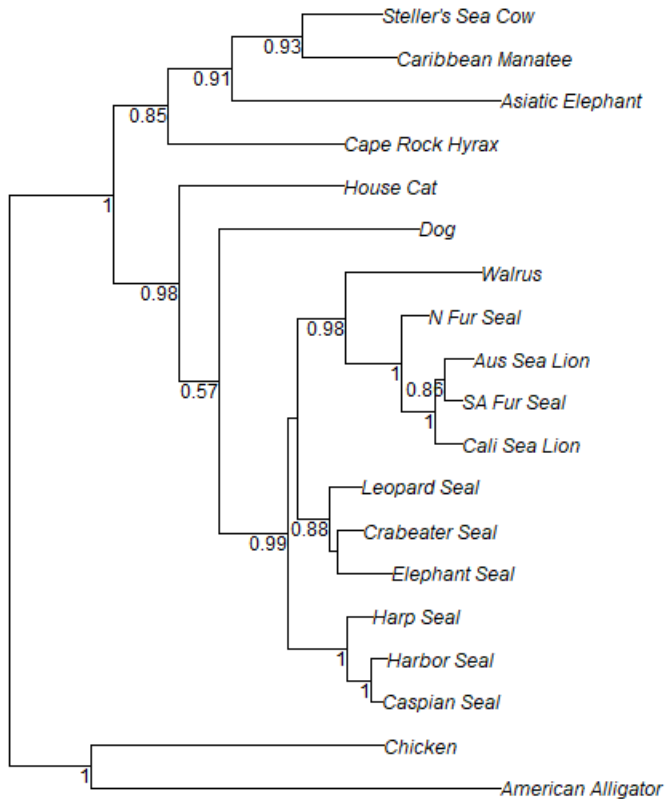 Steller's Sea Cow
0.93
Caribbean Manatee
0.91
Asiatic Elephant
0.85
Cape Rock Hyrax
House Cat
1
Dog
Walrus
0.98
N Fur Seal
0.98
Aus Sea Lion
1
0.86
0.57
SA Fur Seal
1
Cali Sea Lion
Leopard Seal
0.88
Crabeater Seal
0.99
Elephant Seal
Harp Seal
1
Harbor Seal
1
Caspian Seal
Chicken
1
American Alligator